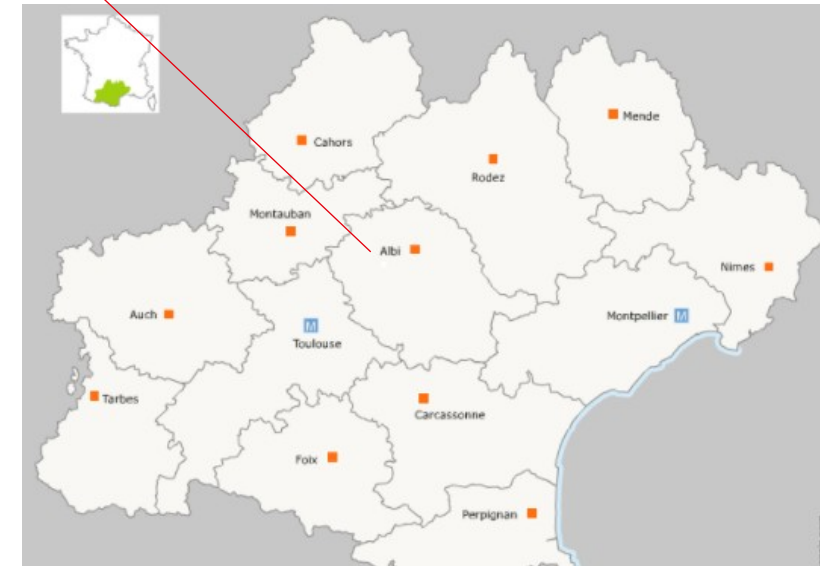 Mende
Cahors
Rodez
Montauban
Albi
Nimes
Auch
Montpellier
M
M
Toulouse
Tarbes
Carcassonne
Foix
Perpignan